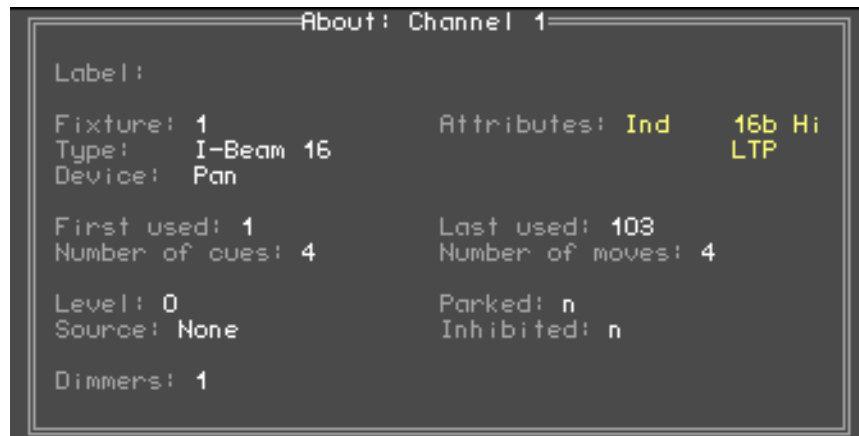 About: Channel 1
Label:
Fixture: 1 Attributes: Ind 16b Hi
Type: I-Beam 16 LTP
Device: Pan
First used: 1 Last used: 103
Number of cues: 4 Number of moves: 4
Level: 0 Parked: n
Source: None Inhibited: n
Dimmers: 1